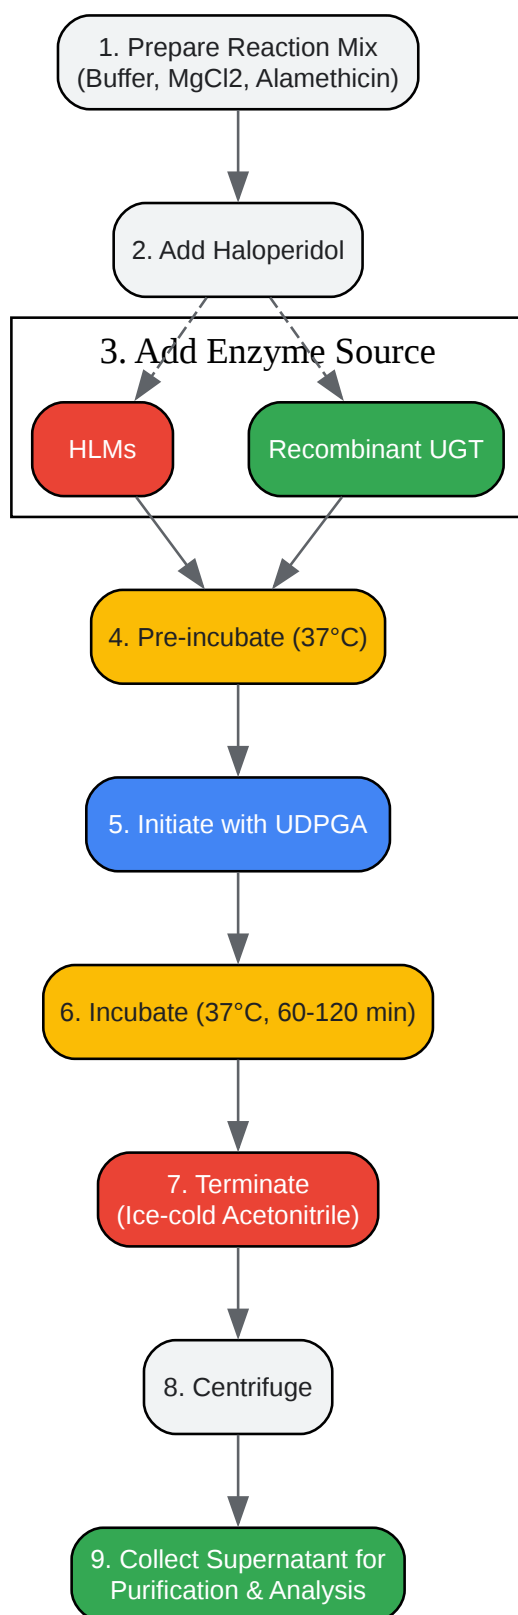 1. Prepare Reaction Mix
(Buffer, MgCl2, Alamethicin)
2. Add Haloperidol
3. Add Enzyme Source
HLMs
Recombinant UGT
4. Pre-incubate (37°C)
5. Initiate with UDPGA
6. Incubate (37°C, 60-120 min)
7. Terminate
(Ice-cold Acetonitrile)
8. Centrifuge
9. Collect Supernatant for
Purification & Analysis